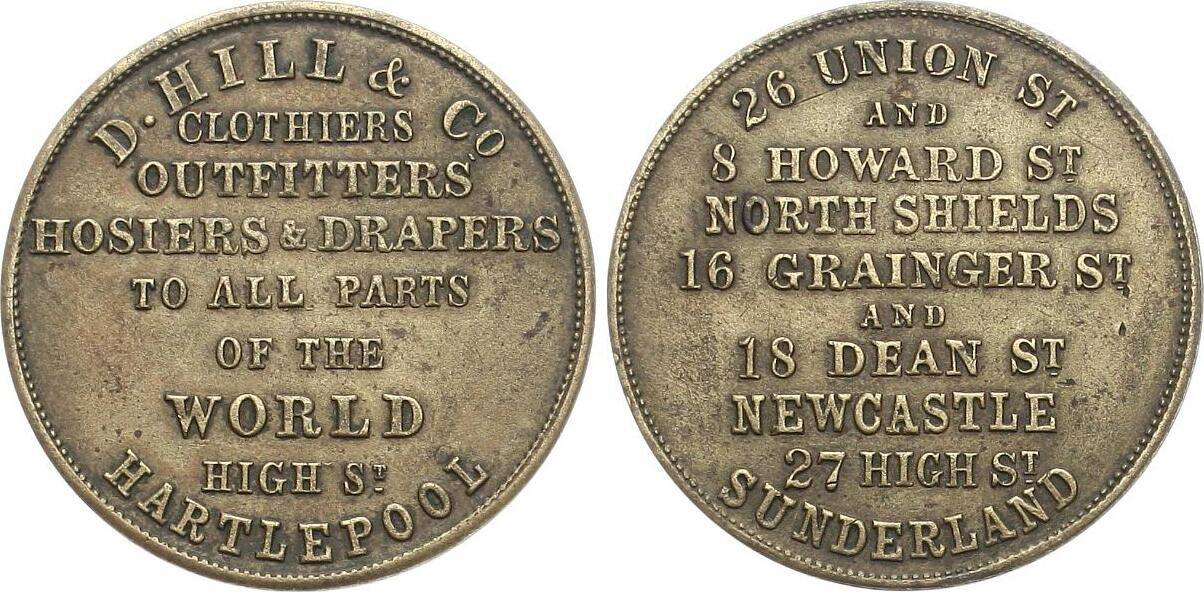 D. HILL & CO
CLOTHIERS
OUTFITTERS
HOSIERS & DRAPERS
TO ALL PARTS
OF THE
WORLD
HIGH ST
HARTLEPOOL
26 UNION ST
AND
8 HOWARD ST
NORTH SHIELDS
16 GRAINGER ST
AND
18 DEAN ST
NEWCASTLE
27 HIGH ST
SUNDERLAND